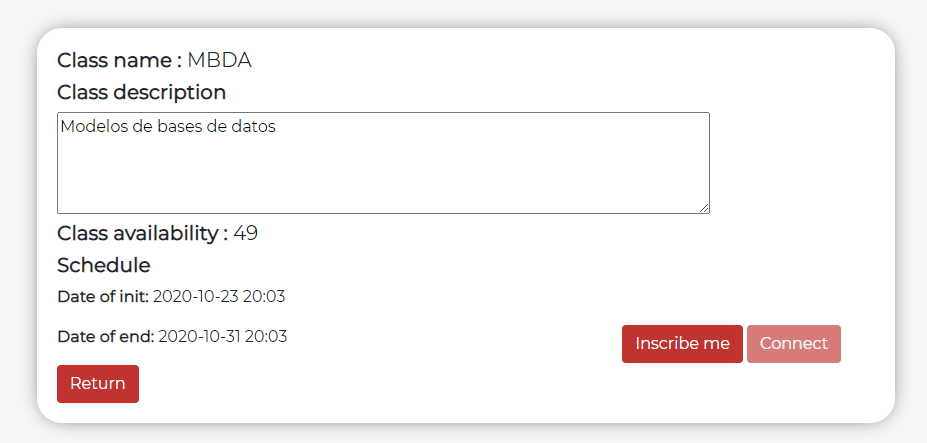 Class name : MBDA
Class description
Modelos de bases de datos
Class availability : 49
Schedule
Date of init: 2020-10-23 20:03
Date of end: 2020-10-31 20:03
Inscribe me Connect
Return